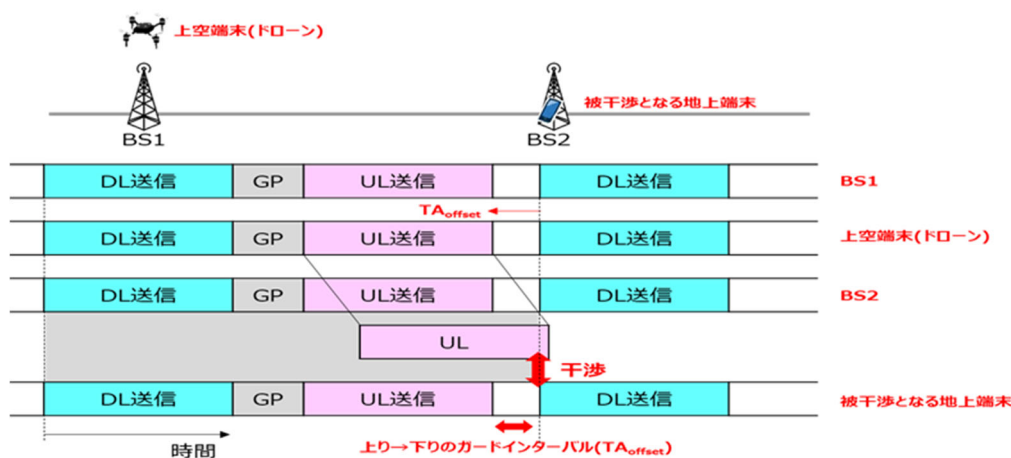 上空端末(ドローン)
被干渉となる地上端末
BS1
BS2
DL送信 GP UL送信 DL送信 BS1
TAoffset
DL送信 GP UL送信 DL送信 上空端末(ドローン)
DL送信 GP UL送信 DL送信 BS2
UL
干渉
DL送信 GP UL送信 DL送信 被干渉となる地上端末
時間
上り→下りのガードインターバル(TAoffset)